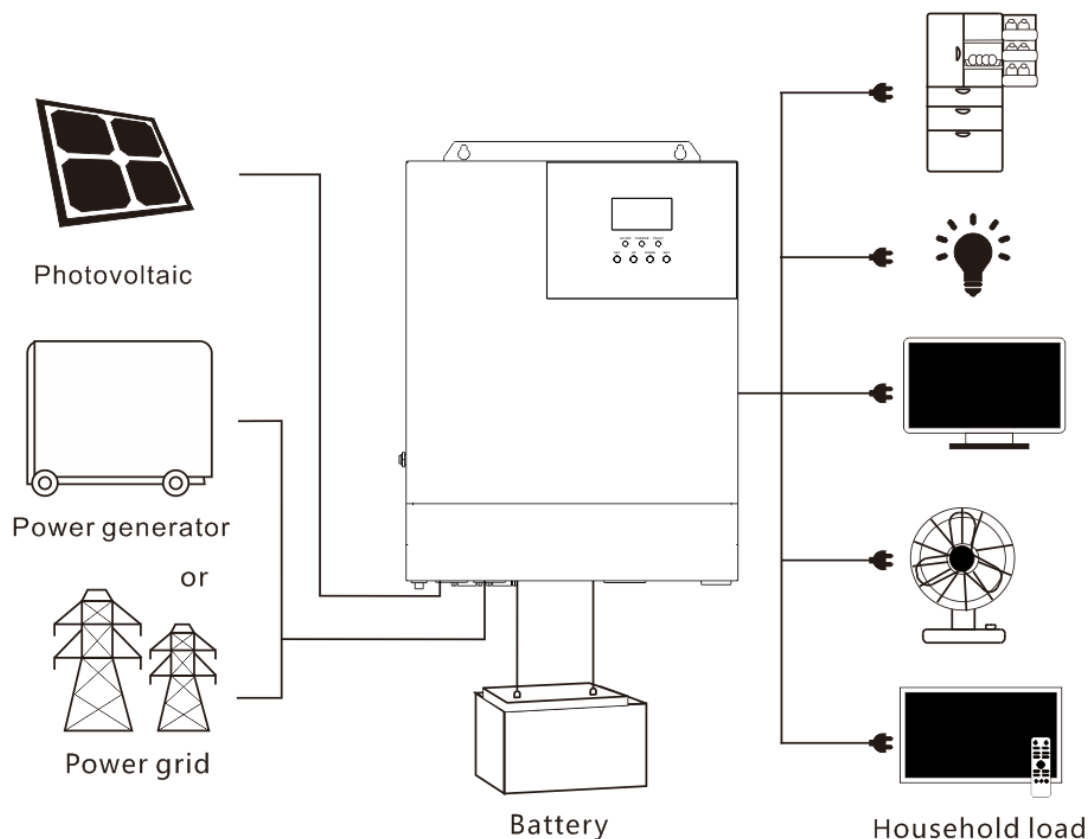 Photovoltaic
Power generator
or
Power grid
Battery
Household load